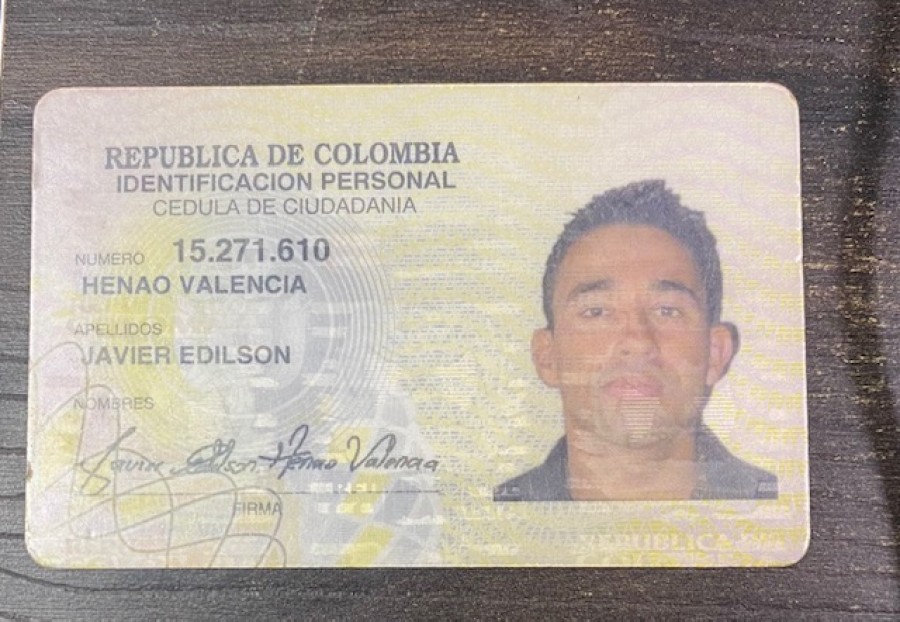 REPUBLICA DE COLOMBIA
IDENTIFICACION PERSONAL
CEDULA DE CIUDADANIA
NUMERO 15.271.610
HENAO VALENCIA
APELLIDOS
JAVIER EDILSON
NOMBRES
Javier Edilson Henao Valencia
FIRMA
REPUBLICA DE